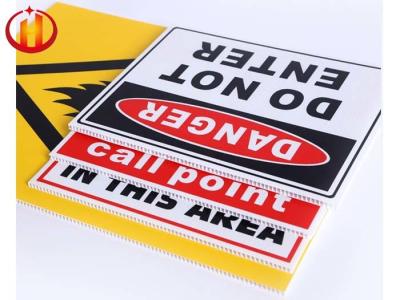 DANGER
DO NOT
ENTER
call point
IN THIS AREA